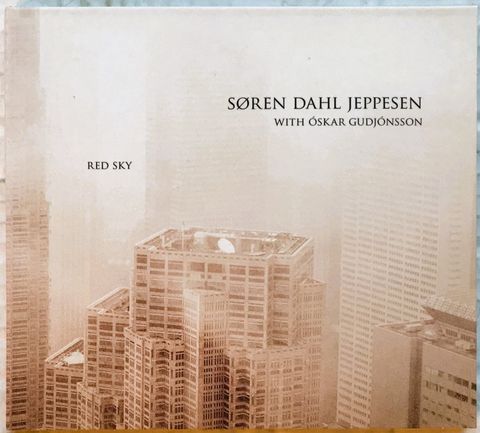 SØREN DAHL JEPPESEN
WITH ÓSKAR GUDJÓNSSON
RED SKY